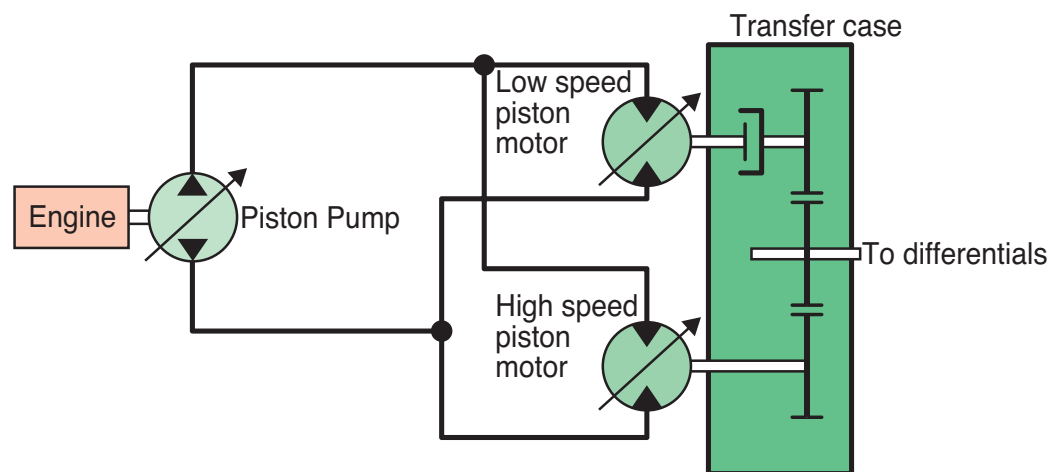 Transfer case
Low speed
piston
motor
Engine
Piston Pump
To differentials
High speed
piston
motor